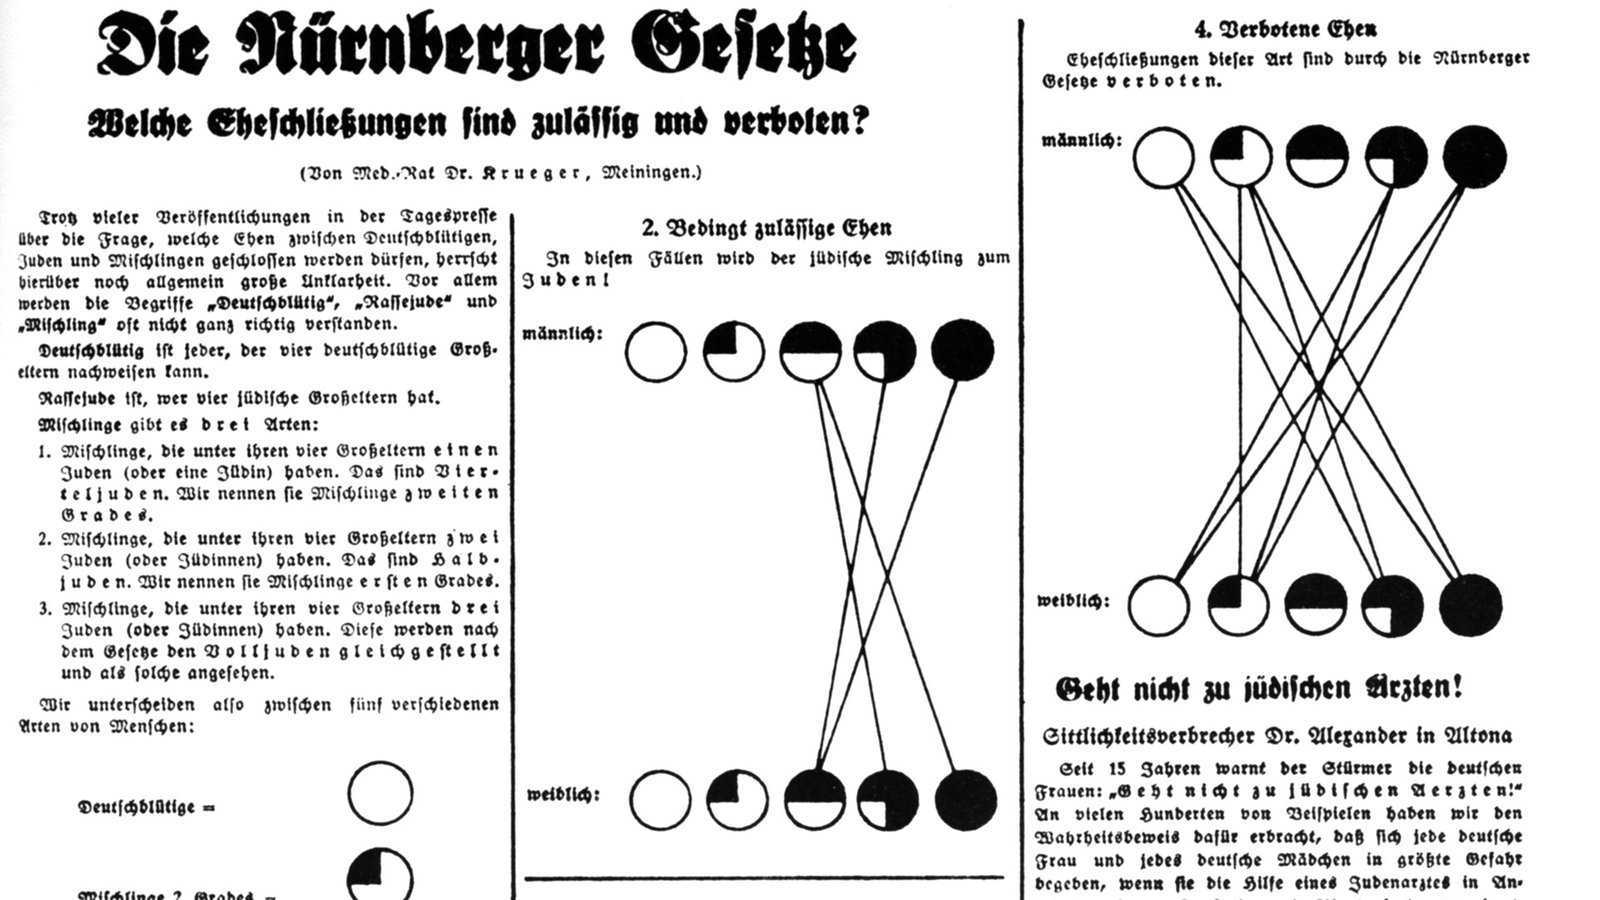 Die Nürnberger Gesetze
Welche Eheschließungen sind zulässig und verboten?
(Von Med.-Rat Dr. Krueger, Meiningen.)
Trotz vieler Veröffentlichungen in der Tagespresse
über die Frage, welche Ehen zwischen Deutschblütigen,
Juden und Mischlingen geschlossen werden dürfen, herrscht
hierüber noch allgemein große Unklarheit. Vor allem
werden die Begriffe „Deutschblütig“, „Rassejude“ und
„Mischling“ oft nicht ganz richtig verstanden.
Deutschblütig ist jeder, der vier deutschblütige Groß-
eltern nachweisen kann.
Rassejude ist, wer vier jüdische Großeltern hat.
Mischlinge gibt es drei Arten:
1. Mischlinge, die unter ihren vier Großeltern einen
Juden (oder eine Jüdin) haben. Das sind Vier-
teljuden. Wir nennen sie Mischlinge zweiten
Grades.
2. Mischlinge, die unter ihren vier Großeltern zwei
Juden (oder Jüdinnen) haben. Das sind Halb-
juden. Wir nennen sie Mischlinge ersten Grades.
3. Mischlinge, die unter ihren vier Großeltern drei
Juden (oder Jüdinnen) haben. Diese werden nach
dem Gesetze den Volljuden gleichgestellt
und als solche angesehen.
Wir unterscheiden also zwischen fünf verschiedenen
Arten von Menschen:
Deutschblütige =
Mischlinge 2. Grades =
2. Bedingt zulässige Ehen
In diesen Fällen wird der jüdische Mischling zum
Juden!
männlich:
weiblich:
4. Verbotene Ehen
Eheschließungen dieser Art sind durch die Nürnberger
Gesetze verboten.
männlich:
weiblich:
Geht nicht zu jüdischen Ärzten!
Sittlichkeitsverbrecher Dr. Alexander in Altona
Seit 15 Jahren warnt der Stürmer die deutschen
Frauen: „Geht nicht zu jüdischen Aerzten!“
An vielen Hunderten von Beispielen haben wir den
Wahrheitsbeweis dafür erbracht, daß sich jede deutsche
Frau und jedes deutsche Mädchen in größte Gefahr
begeben, wenn sie die Hilfe eines Judenarztes in An-